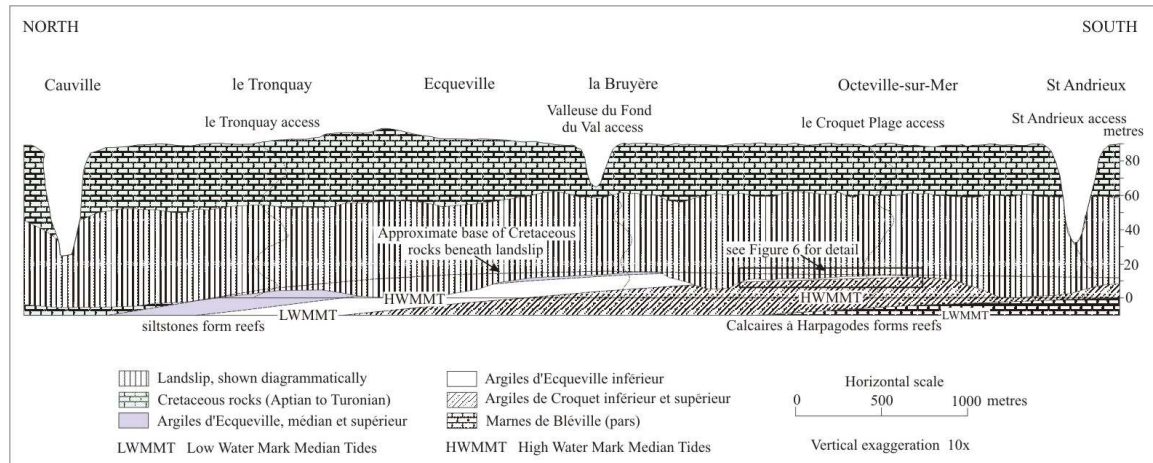 NORTH
SOUTH
Cauville
le Tronquay
Ecqueville
la Bruyère
Octeville-sur-Mer
St Andrieux
le Tronquay access
Valleuse du Fond
du Val access
le Croquet Plage access
St Andrieux access
metres
80
60
40
20
0
Approximate base of Cretaceous
rocks beneath landslip
see Figure 6 for detail
HWMMT
HWMMT
LWMMT
LWMMT
siltstones form reefs
Calcaires à Harpagodes forms reefs
Landslip, shown diagrammatically
Cretaceous rocks (Aptian to Turonian)
Argiles d'Ecqueville, médian et supérieur
LWMMT Low Water Mark Median Tides
Argiles d'Ecqueville inférieur
Argiles de Croquet inférieur et supérieur
Marnes de Bléville (pars)
HWMMT High Water Mark Median Tides
Horizontal scale
0 500 1000 metres
Vertical exaggeration 10x